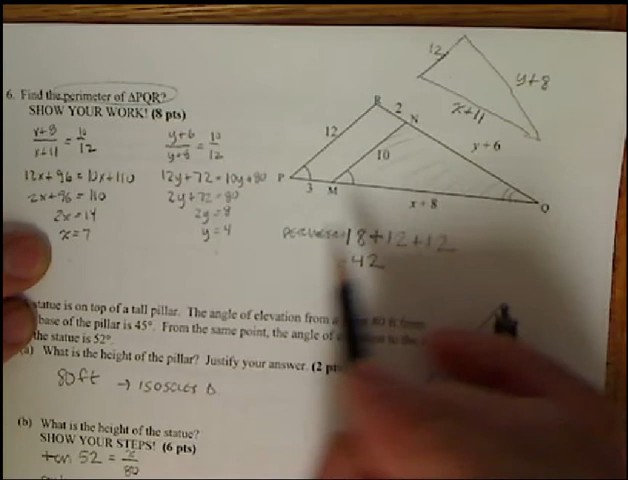 12
y+8
x+11
6. Find the perimeter of ΔPQR?
SHOW YOUR WORK! (8 pts)
R
2
N
12
10
y + 6
P
3
M
x + 8
Q
x+8/x+11 = 10/12
12x+96 = 10x+110
2x+96 = 110
2x = 14
x = 7
y+6/y+8 = 10/12
12y+72 = 10y+80
2y+72 = 80
2y = 8
y = 4
18+12+12
42
statue is on top of a tall pillar. The angle of elevation from a
base of the pillar is 45°. From the same point, the angle of
the statue is 52°.
(a) What is the height of the pillar? Justify your answer. (2 pts
80ft → isosceles Δ
(b) What is the height of the statue?
SHOW YOUR STEPS! (6 pts)
tan 52 = x/80